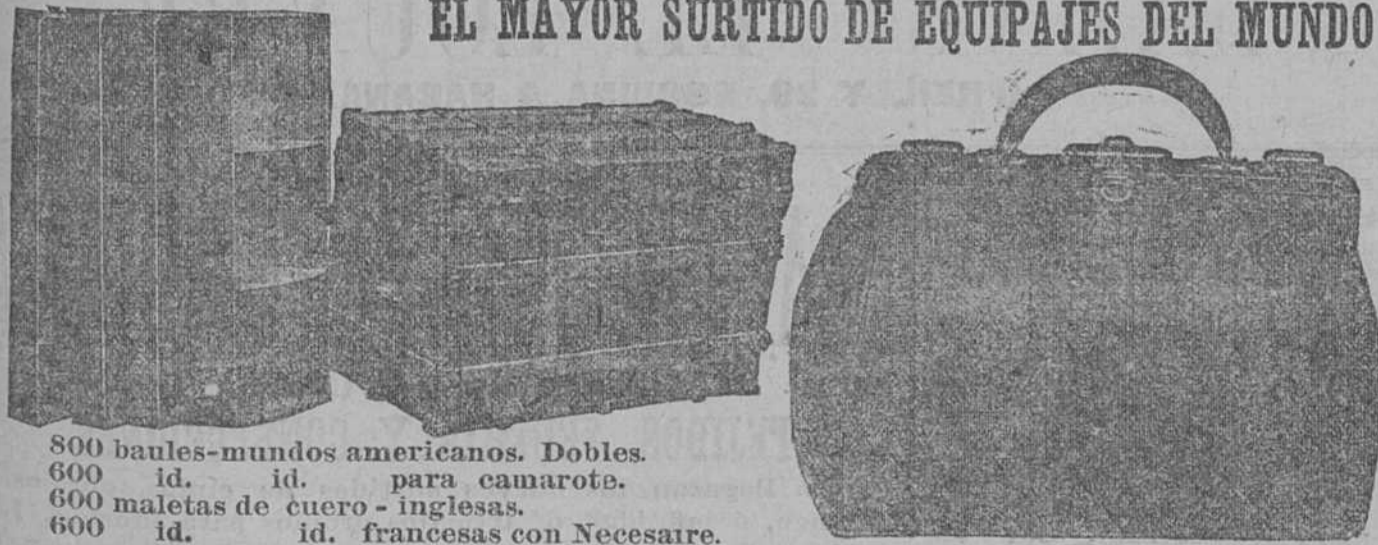 EL MAYOR SURTIDO DE EQUIPAJES DEL MUNDO
800 baules-mundos americanos. Dobles.
600 id. id. para camarote.
600 maletas de cuero - inglesas.
600 id. id. francesas con Necesaire.